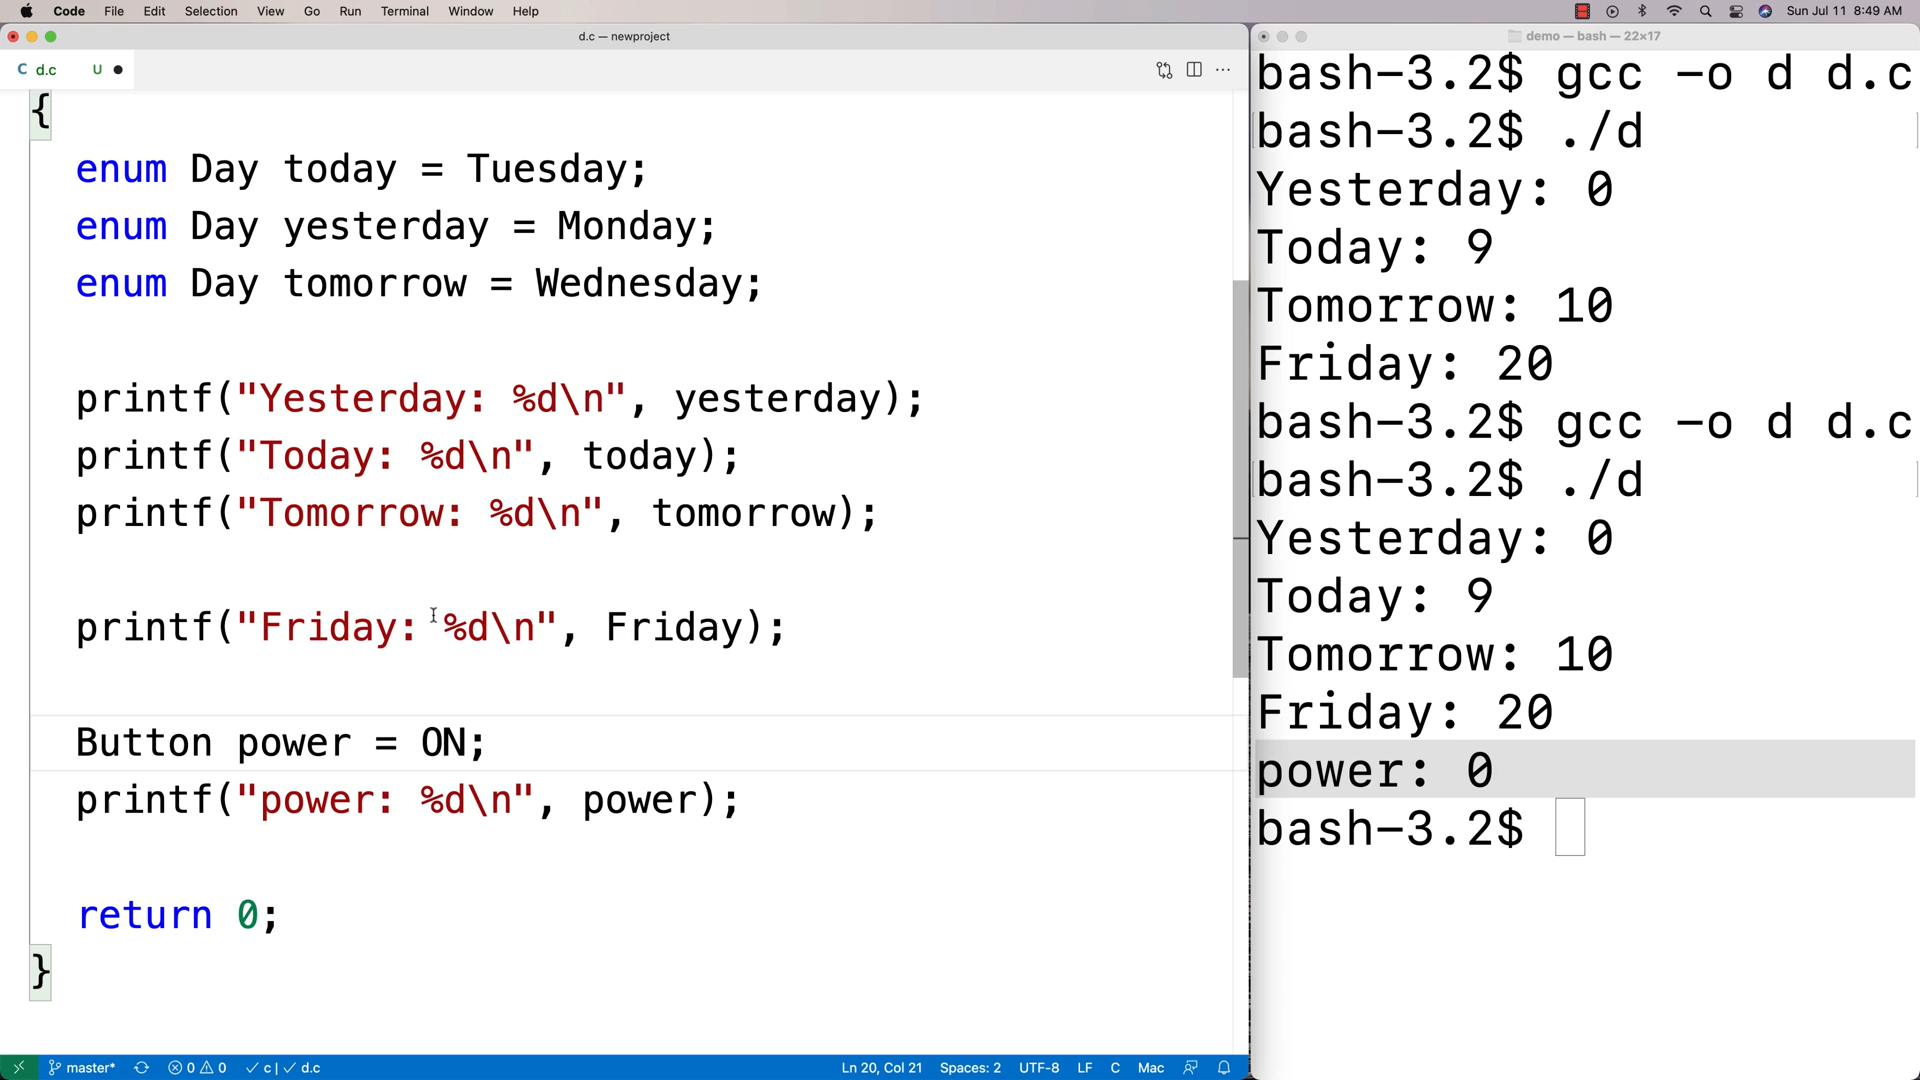 Code File Edit Selection View Go Run Terminal Window Help
Sun Jul 11 8:49 AM
d.c — newproject
C d.c U
{
enum Day today = Tuesday;
enum Day yesterday = Monday;
enum Day tomorrow = Wednesday;
printf("Yesterday: %d\n", yesterday);
printf("Today: %d\n", today);
printf("Tomorrow: %d\n", tomorrow);
printf("Friday: %d\n", Friday);
Button power = ON;
printf("power: %d\n", power);
return 0;
}
master* 0 0 c | d.c Ln 20, Col 21 Spaces: 2 UTF-8 LF C Mac
demo — bash — 22×17
bash-3.2$ gcc -o d d.c
bash-3.2$ ./d
Yesterday: 0
Today: 9
Tomorrow: 10
Friday: 20
bash-3.2$ gcc -o d d.c
bash-3.2$ ./d
Yesterday: 0
Today: 9
Tomorrow: 10
Friday: 20
power: 0
bash-3.2$